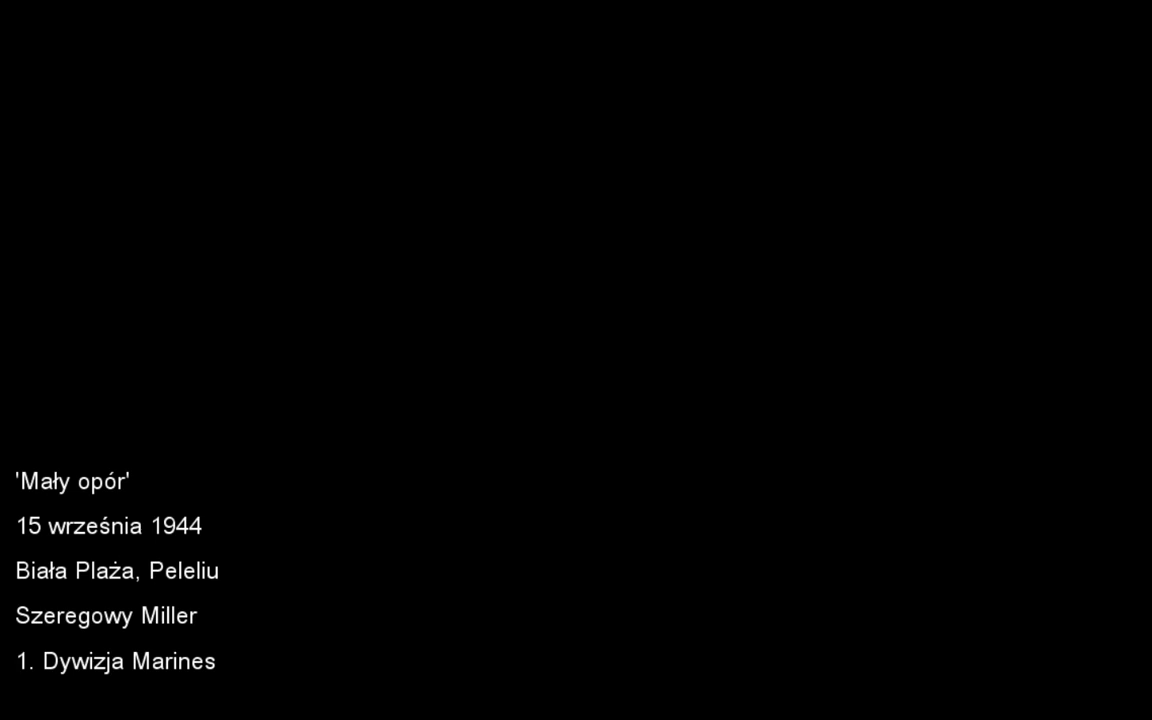 'Mały opór'
15 września 1944
Biała Plaża, Peleliu
Szeregowy Miller
1. Dywizja Marines